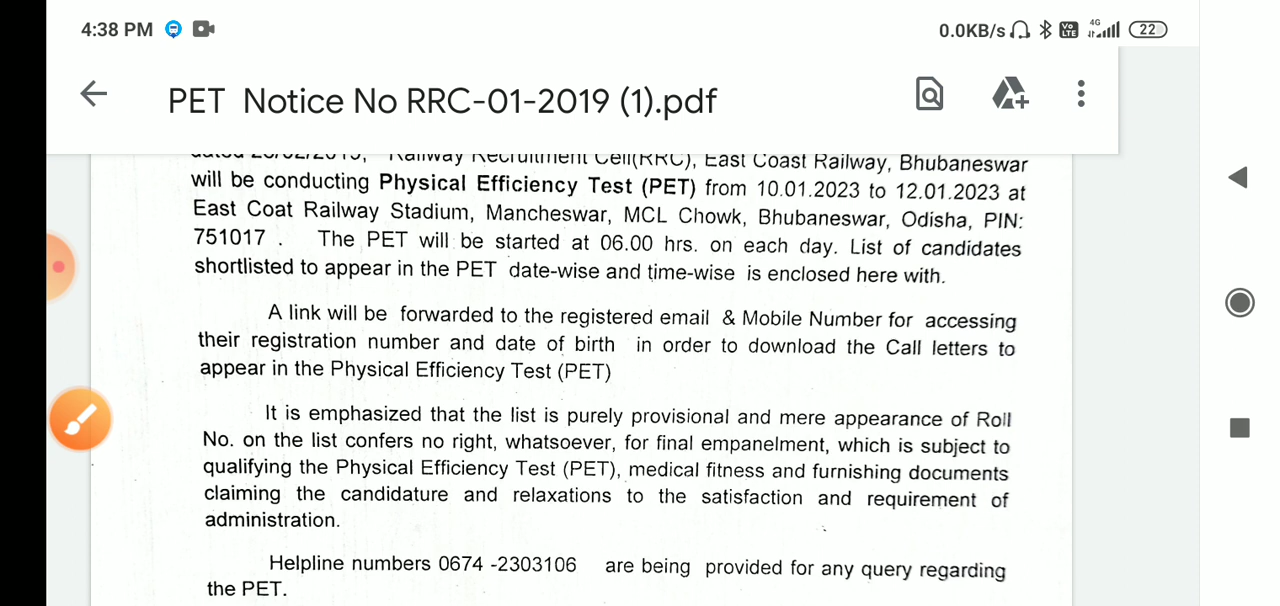 4:38 PM
0.0KB/s
Vo LTE
4G
22
PET Notice No RRC-01-2019 (1).pdf
Railway Recruitment Cell(RRC), East Coast Railway, Bhubaneswar
will be conducting Physical Efficiency Test (PET) from 10.01.2023 to 12.01.2023 at
East Coat Railway Stadium, Mancheswar, MCL Chowk, Bhubaneswar, Odisha, PIN:
751017 . The PET will be started at 06.00 hrs. on each day. List of candidates
shortlisted to appear in the PET date-wise and time-wise is enclosed here with.
A link will be forwarded to the registered email & Mobile Number for accessing
their registration number and date of birth in order to download the Call letters to
appear in the Physical Efficiency Test (PET)
It is emphasized that the list is purely provisional and mere appearance of Roll
No. on the list confers no right, whatsoever, for final empanelment, which is subject to
qualifying the Physical Efficiency Test (PET), medical fitness and furnishing documents
claiming the candidature and relaxations to the satisfaction and requirement of
administration.
Helpline numbers 0674 -2303106 are being provided for any query regarding
the PET.